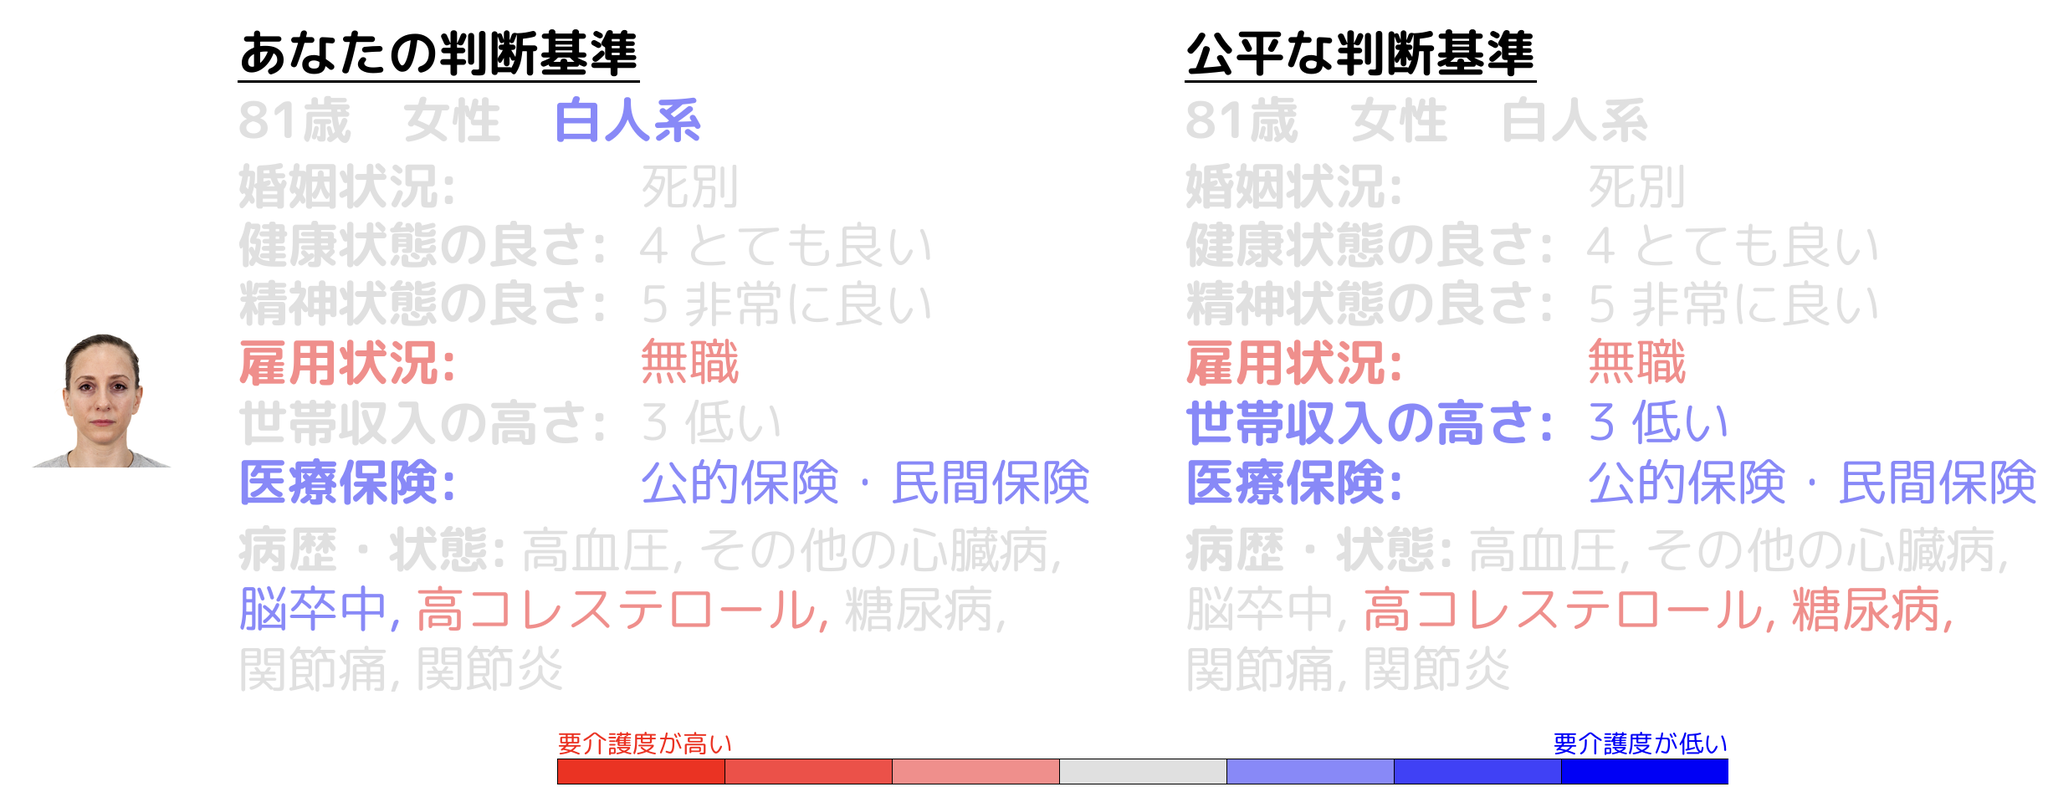 あなたの判断基準
81歳 女性 白人系
婚姻状況: 死別
健康状態の良さ: 4 とても良い
精神状態の良さ: 5 非常に良い
雇用状況: 無職
世帯収入の高さ: 3 低い
医療保険: 公的保険・民間保険
病歴・状態: 高血圧, その他の心臓病,
脳卒中, 高コレステロール, 糖尿病,
関節痛, 関節炎
公平な判断基準
81歳 女性 白人系
婚姻状況: 死別
健康状態の良さ: 4 とても良い
精神状態の良さ: 5 非常に良い
雇用状況: 無職
世帯収入の高さ: 3 低い
医療保険: 公的保険・民間保険
病歴・状態: 高血圧, その他の心臓病,
脳卒中, 高コレステロール, 糖尿病,
関節痛, 関節炎
要介護度が高い
要介護度が低い